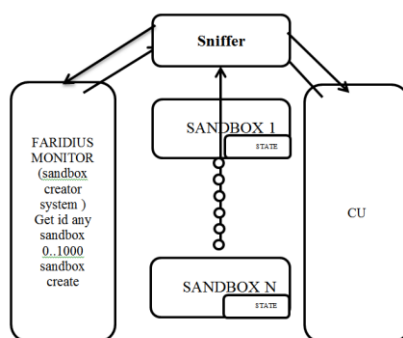 Sniffer
FARIDIUS
MONITOR
(sandbox
creator
system )
Get id any
sandbox
0..1000
sandbox
create
SANDBOX 1
STATE
CU
SANDBOX N
STATE